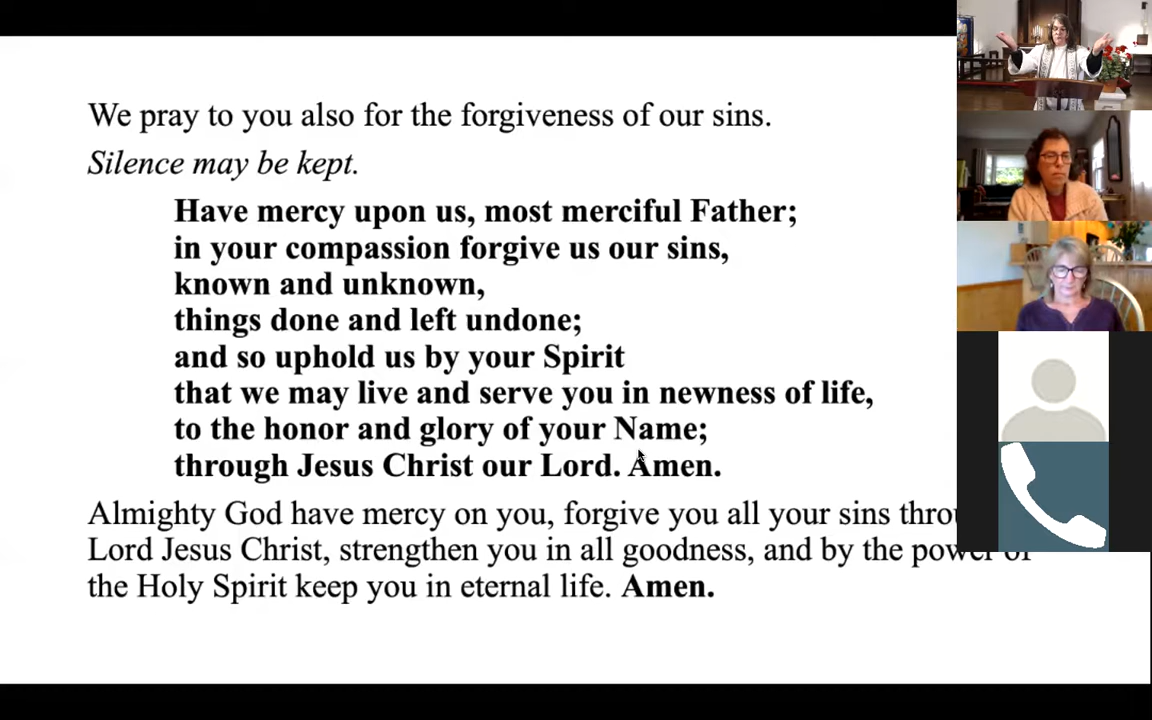 We pray to you also for the forgiveness of our sins.
Silence may be kept.
Have mercy upon us, most merciful Father;
in your compassion forgive us our sins,
known and unknown,
things done and left undone;
and so uphold us by your Spirit
that we may live and serve you in newness of life,
to the honor and glory of your Name;
through Jesus Christ our Lord. Amen.
Almighty God have mercy on you, forgive you all your sins
Lord Jesus Christ, strengthen you in all goodness, and by the power of
the Holy Spirit keep you in eternal life. Amen.